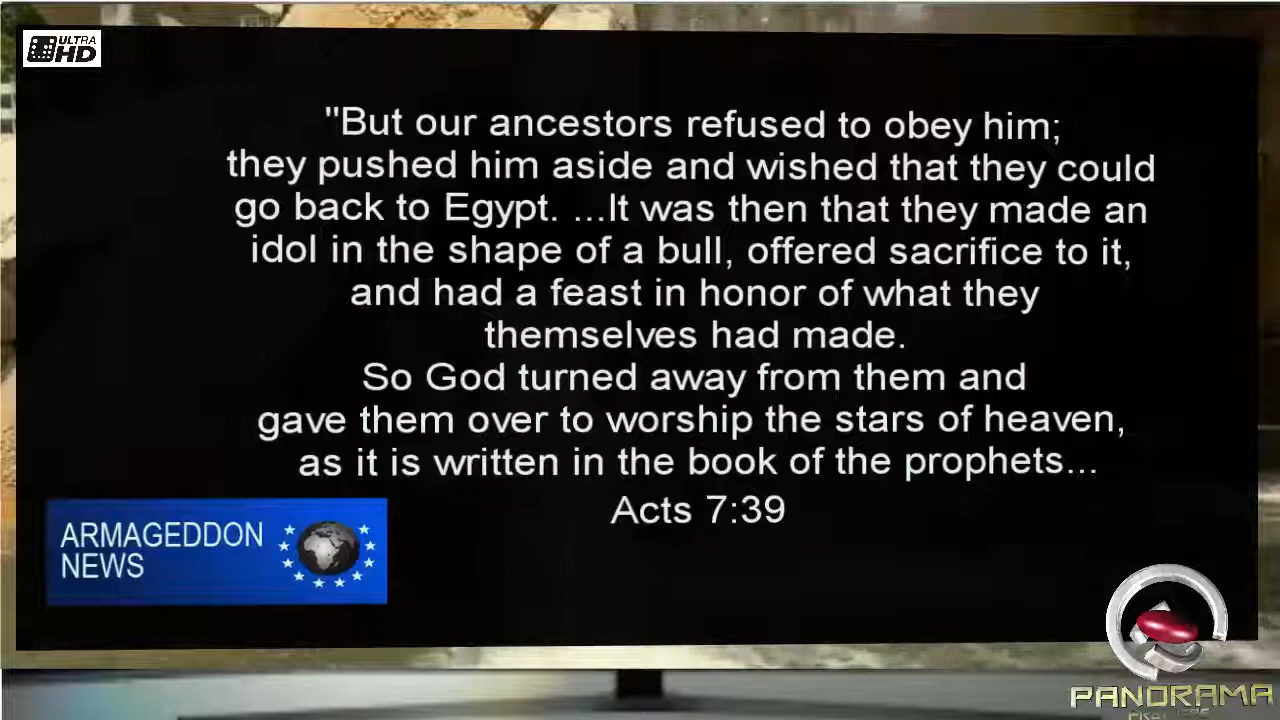 ULTRA
HD
"But our ancestors refused to obey him;
they pushed him aside and wished that they could
go back to Egypt. ...It was then that they made an
idol in the shape of a bull, offered sacrifice to it,
and had a feast in honor of what they
themselves had made.
So God turned away from them and
gave them over to worship the stars of heaven,
as it is written in the book of the prophets...
Acts 7:39
ARMAGEDDON
NEWS
PANORAMA